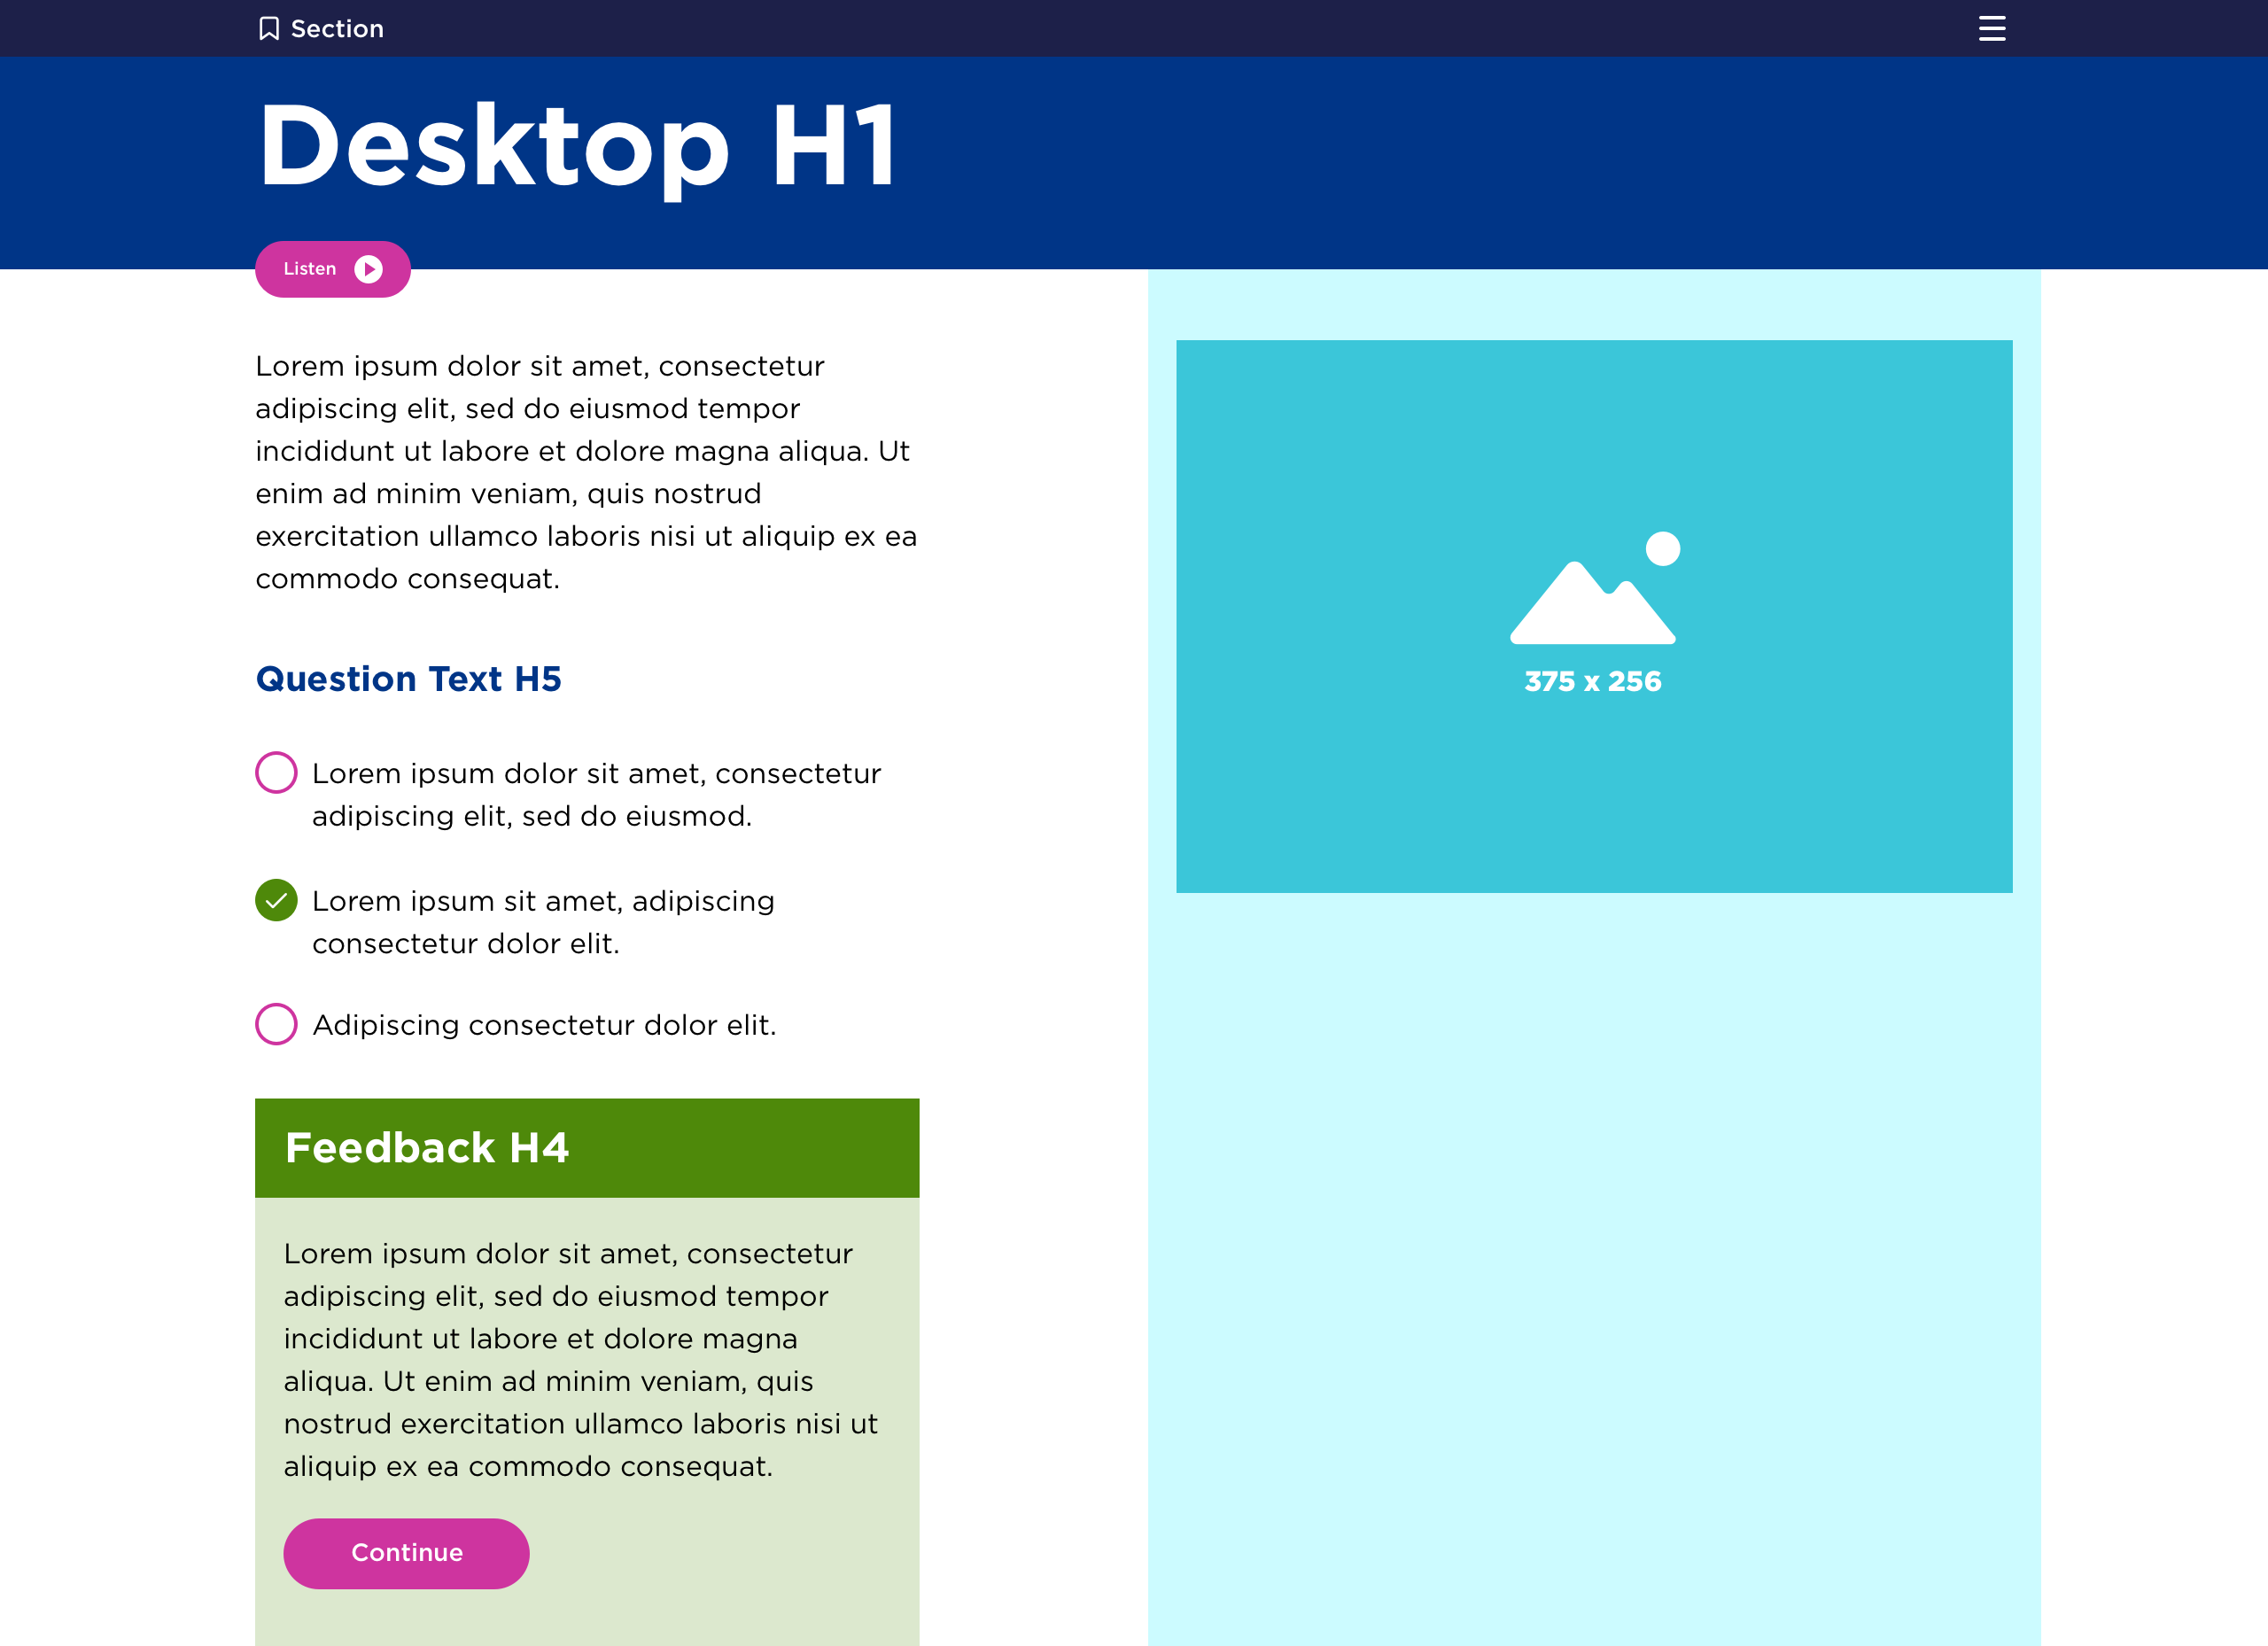 Section
Desktop H1
Listen
Lorem ipsum dolor sit amet, consectetur
adipiscing elit, sed do eiusmod tempor
incididunt ut labore et dolore magna aliqua. Ut
enim ad minim veniam, quis nostrud
exercitation ullamco laboris nisi ut aliquip ex ea
commodo consequat.
Question Text H5
Lorem ipsum dolor sit amet, consectetur
adipiscing elit, sed do eiusmod.
Lorem ipsum sit amet, adipiscing
consectetur dolor elit.
Adipiscing consectetur dolor elit.
Feedback H4
Lorem ipsum dolor sit amet, consectetur
adipiscing elit, sed do eiusmod tempor
incididunt ut labore et dolore magna
aliqua. Ut enim ad minim veniam, quis
nostrud exercitation ullamco laboris nisi ut
aliquip ex ea commodo consequat.
Continue
375 x 256